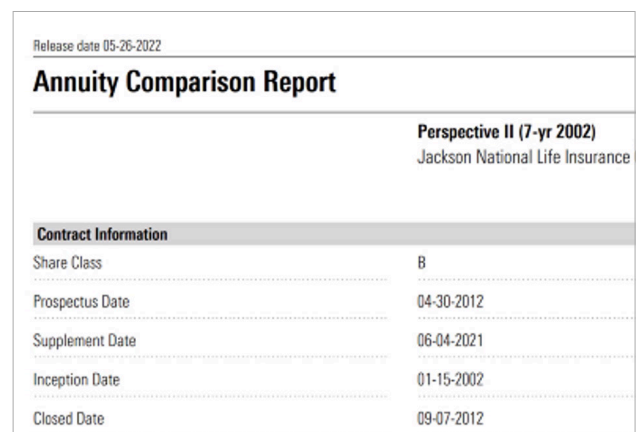 Release date 05-26-2022
Annuity Comparison Report
Perspective II (7-yr 2002)
Jackson National Life Insurance
Contract Information
Share Class B
Prospectus Date 04-30-2012
Supplement Date 06-04-2021
Inception Date 01-15-2002
Closed Date 09-07-2012